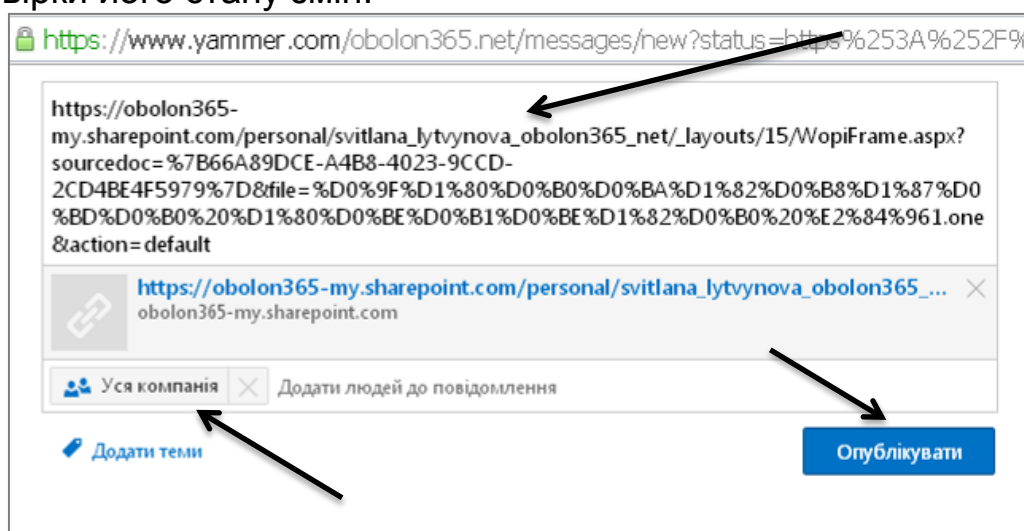 вірки його стану змін.
https://www.yammer.com/obolon365.net/messages/new?status=https%253A%252F%
https://obolon365-
my.sharepoint.com/personal/svitlana_lytvynova_obolon365_net/_layouts/15/WopiFrame.aspx?
sourcedoc=%7B66A89DCE-A4B8-4023-9CCD-
2CD4BE4F5979%7D&file=%D0%9F%D1%80%D0%B0%D0%BA%D1%82%D0%B8%D1%87%D0
%BD%D0%B0%20%D1%80%D0%BE%D0%B1%D0%BE%D1%82%D0%B0%20%E2%84%961.one
&action=default
https://obolon365-my.sharepoint.com/personal/svitlana_lytvynova_obolon365_...
obolon365-my.sharepoint.com
Уся компанія Додати людей до повідомлення
Додати теми Опублікувати